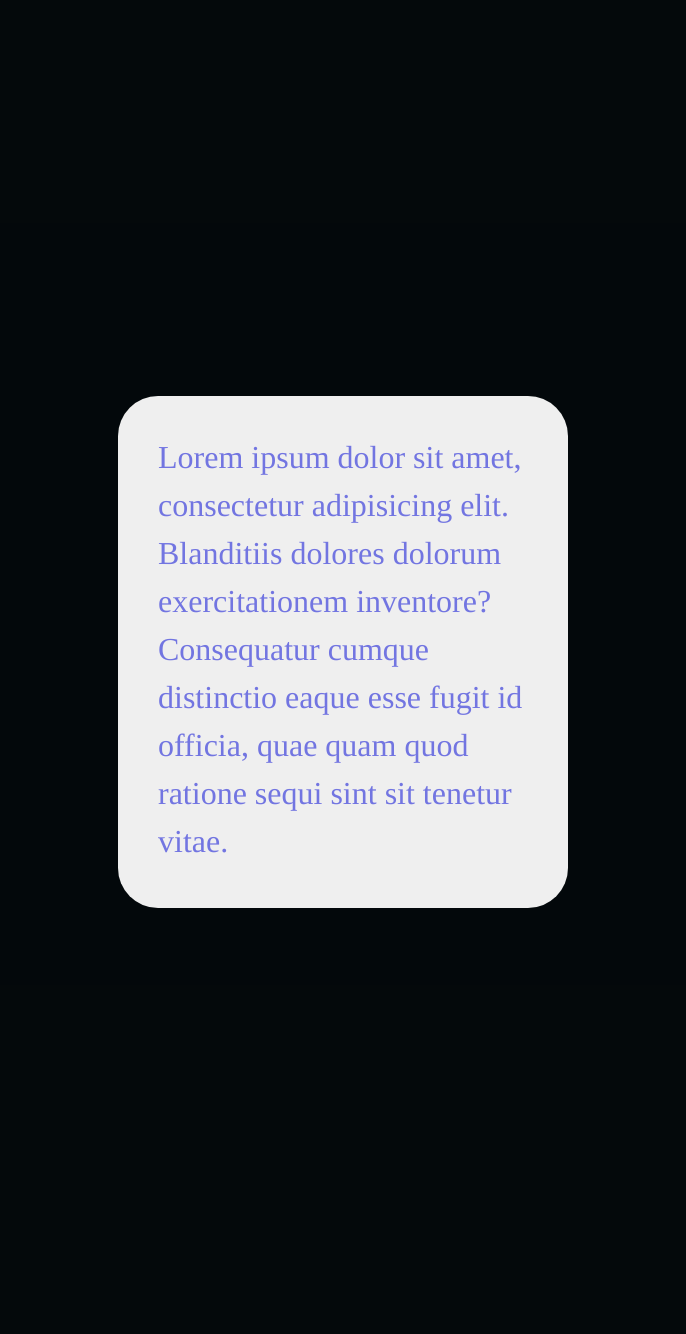 Lorem ipsum dolor sit amet,
consectetur adipisicing elit.
Blanditiis dolores dolorum
exercitationem inventore?
Consequatur cumque
distinctio eaque esse fugit id
officia, quae quam quod
ratione sequi sint sit tenetur
vitae.